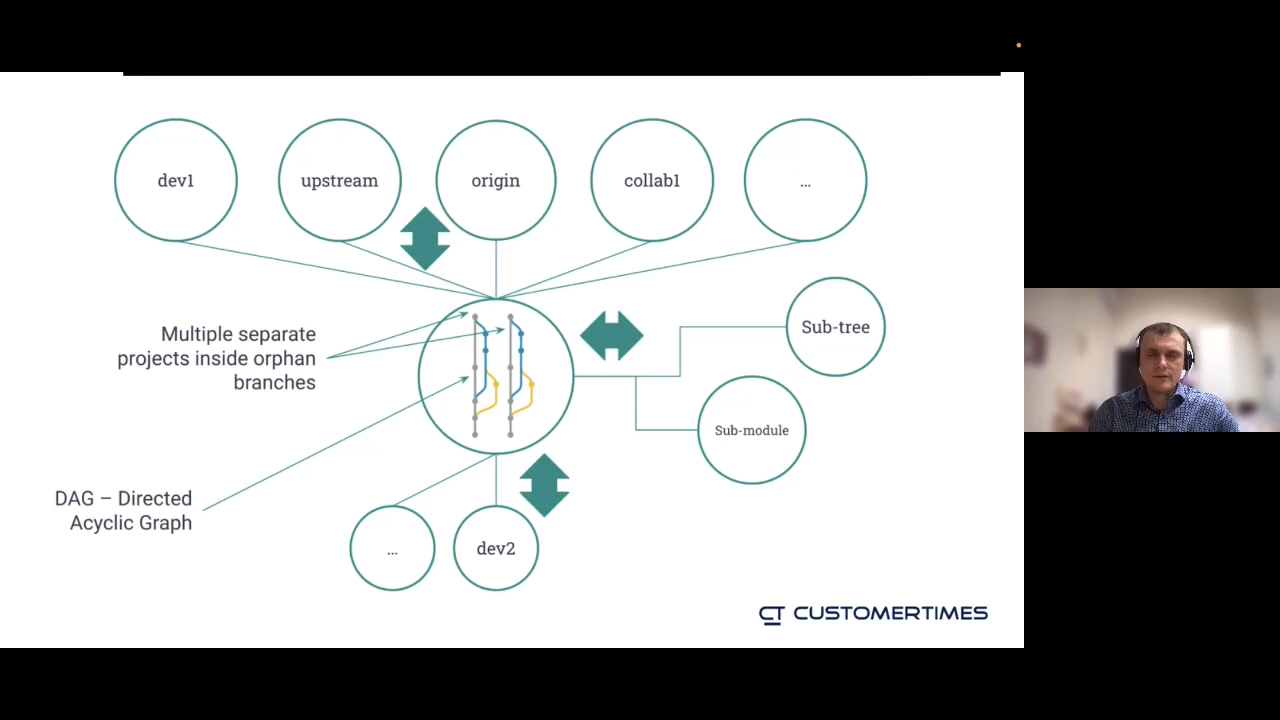 dev1
upstream
origin
collab1
...
Multiple separate
projects inside orphan
branches
Sub-tree
Sub-module
DAG – Directed
Acyclic Graph
...
dev2
CT CUSTOMERTIMES